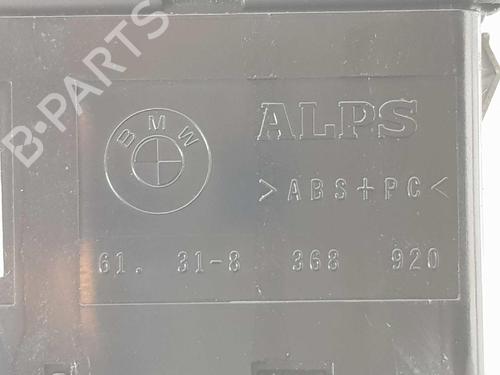 B-PARTS
BMW
ALPS
>ABS+PC<
61. 31-8 368 920